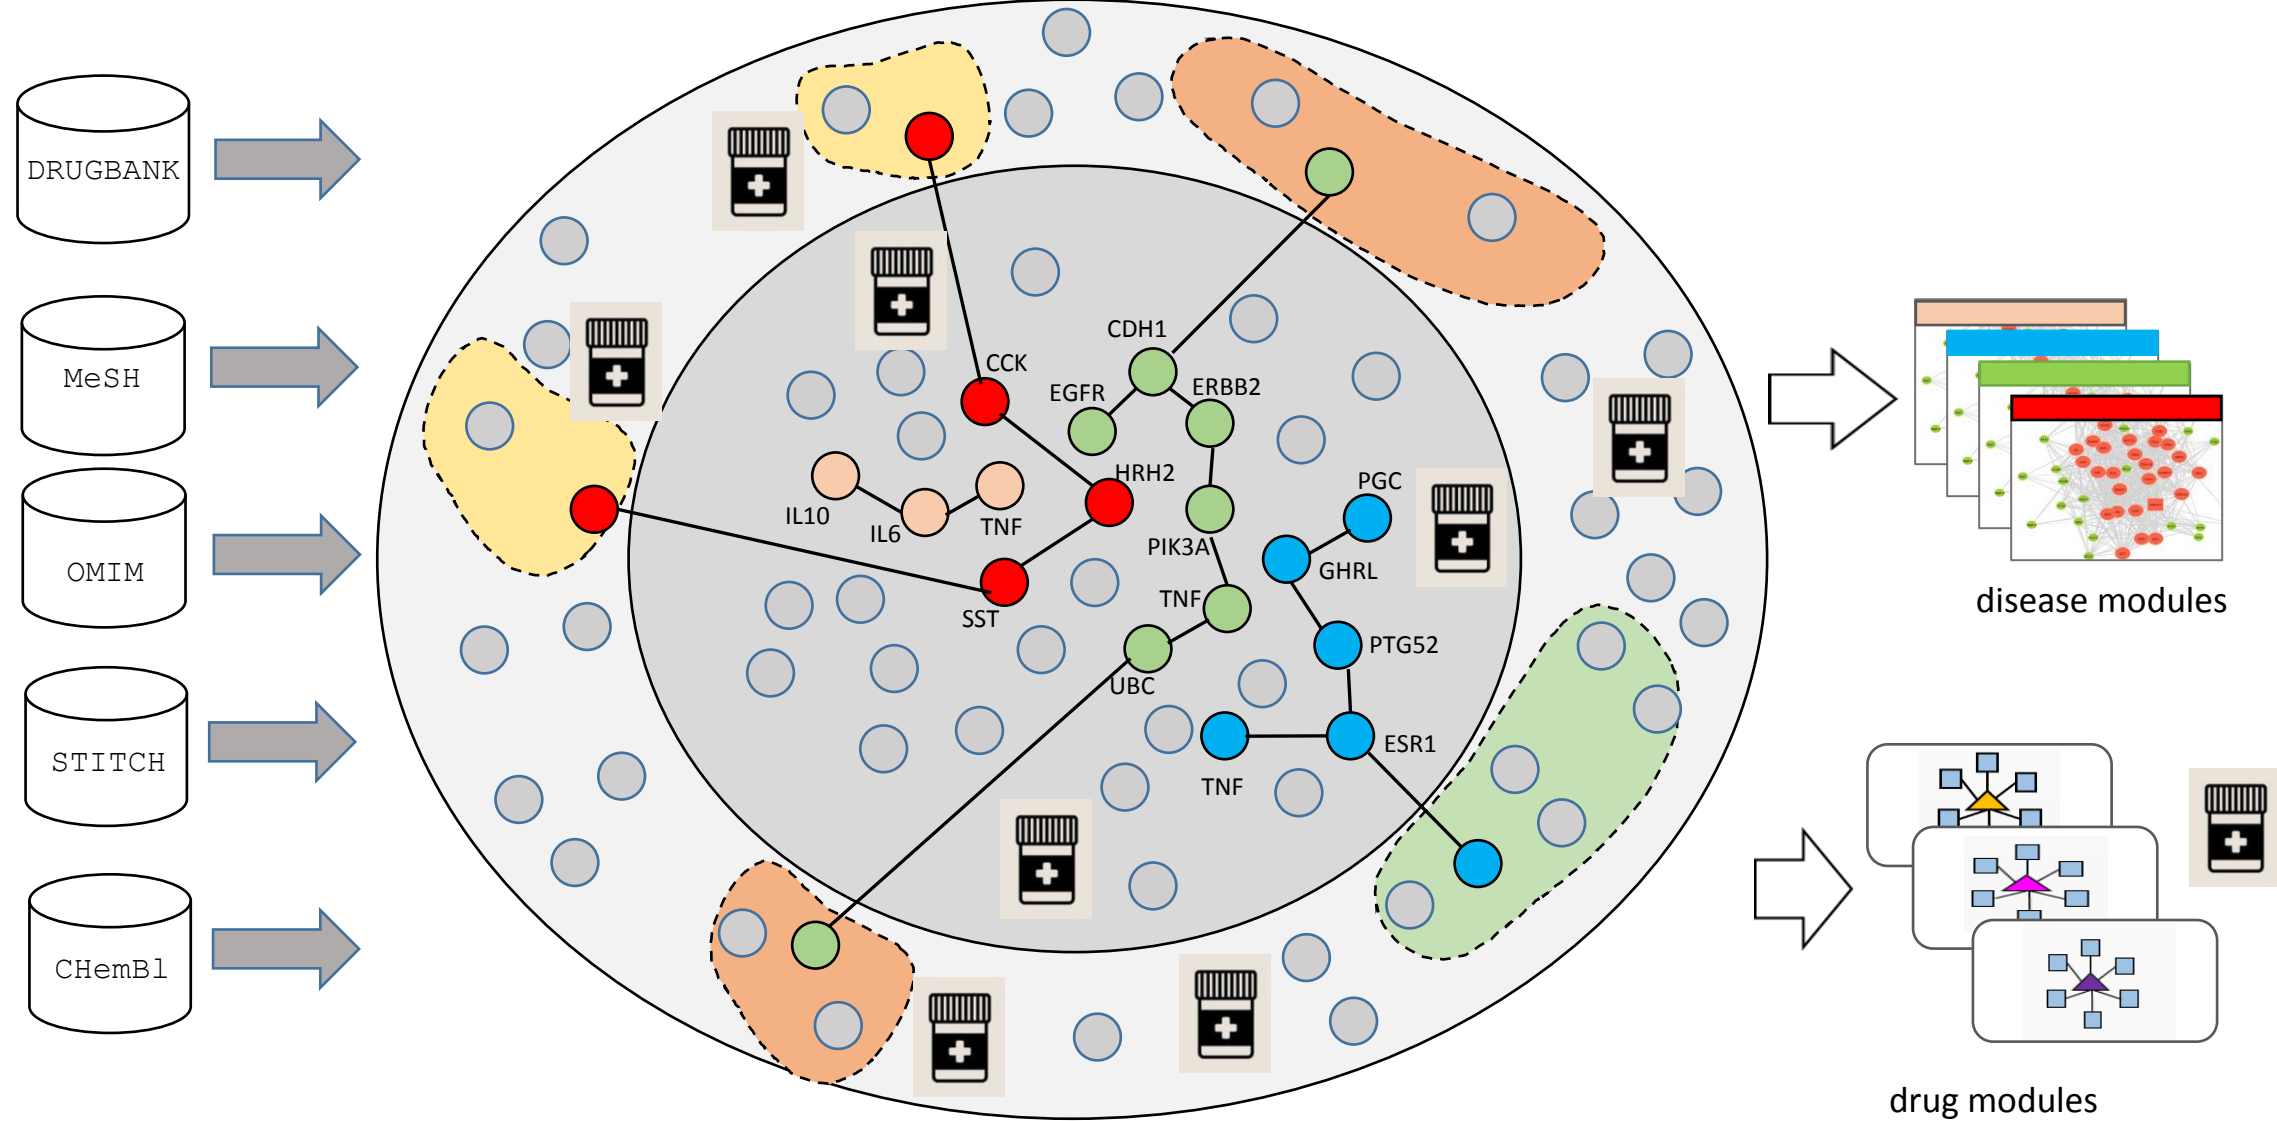 DRUGBANK
MeSH
OMIM
STITCH
CHemBl
CCK
HRH2
SST
IL10
IL6
TNF
CDH1
EGFR
ERBB2
PIK3A
TNF
UBC
PGC
GHRL
PTG52
ESR1
TNF
disease modules
drug modules